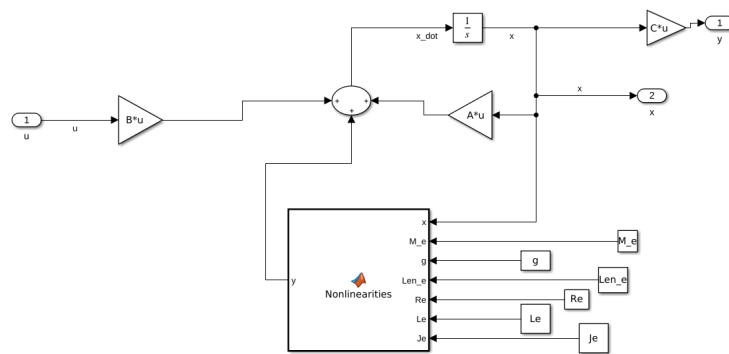 1
s
C*u
1
y
x_dot
x
x
2
x
1
u
u
B*u
+
+
+
A*u
x
M_e
g
Len_e
Re
Le
Je
y
Nonlinearities
M_e
g
Len_e
Re
Le
Je